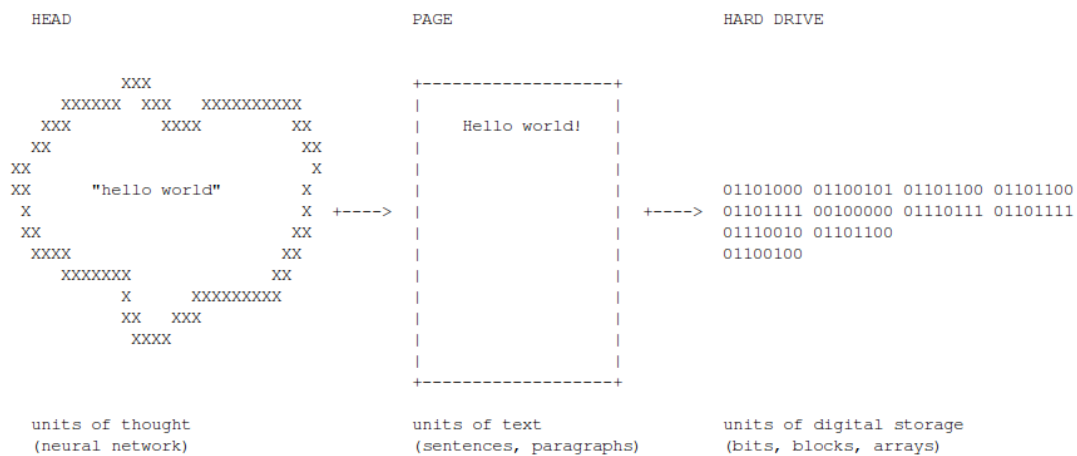 HEAD
PAGE
HARD DRIVE
"hello world"
Hello world!
01101000 01100101 01101100 01101100
01101111 00100000 01110111 01101111
01110010 01101100
01100100
units of thought
(neural network)
units of text
(sentences, paragraphs)
units of digital storage
(bits, blocks, arrays)